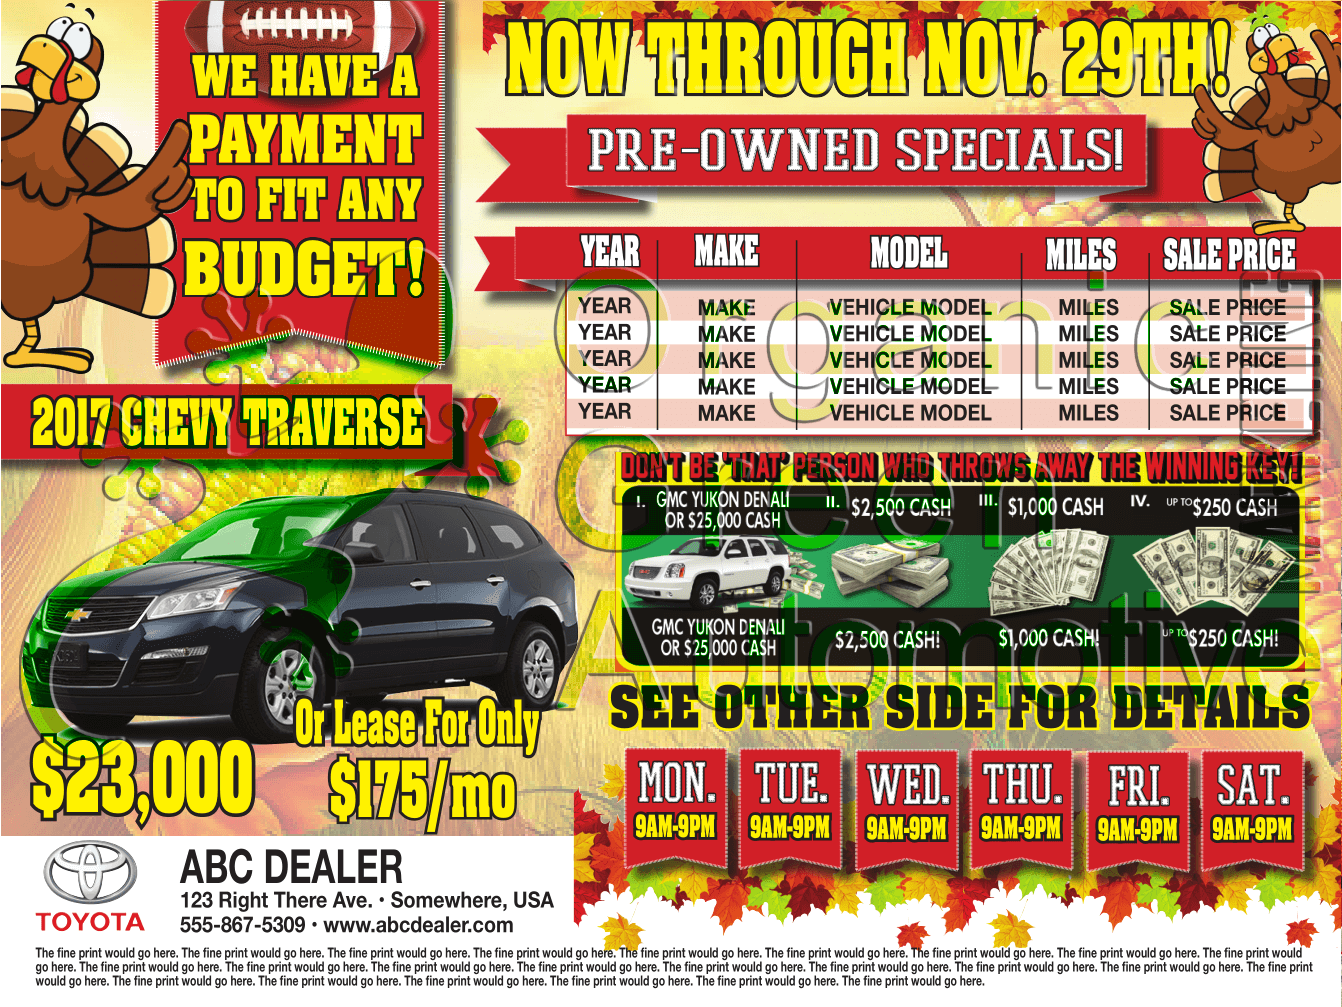 WE HAVE A
PAYMENT
TO FIT ANY
BUDGET!
2017 CHEVY TRAVERSE
$23,000
Or Lease For Only
$175/mo
NOW THROUGH NOV. 29TH!
PRE-OWNED SPECIALS!
YEAR MAKE MODEL MILES SALE PRICE
YEAR MAKE VEHICLE MODEL MILES SALE PRICE
YEAR MAKE VEHICLE MODEL MILES SALE PRICE
YEAR MAKE VEHICLE MODEL MILES SALE PRICE
YEAR MAKE VEHICLE MODEL MILES SALE PRICE
YEAR MAKE VEHICLE MODEL MILES SALE PRICE
DON'T BE 'THAT' PERSON WHO THROWS AWAY THE WINNING KEY!
I. GMC YUKON DENALI
OR $25,000 CASH
II. $2,500 CASH
III. $1,000 CASH
IV. UP TO $250 CASH
GMC YUKON DENALI
OR $25,000 CASH
$2,500 CASH!
$1,000 CASH!
UP TO $250 CASH!
SEE OTHER SIDE FOR DETAILS
MON.
9AM-9PM
TUE.
9AM-9PM
WED.
9AM-9PM
THU.
9AM-9PM
FRI.
9AM-9PM
SAT.
9AM-9PM
Organic
Green
Automotive
TOYOTA
ABC DEALER
123 Right There Ave. • Somewhere, USA
555-867-5309 • www.abcdealer.com
The fine print would go here. The fine print would go here. The fine print would go here. The fine print would go here. The fine print would go here. The fine print would go here. The fine print would go here. The fine print would go here. The fine print would
go here. The fine print would go here. The fine print would go here. The fine print would go here. The fine print would go here. The fine print would go here. The fine print would go here. The fine print would go here. The fine print would go here. The fine print
would go here. The fine print would go here. The fine print would go here. The fine print would go here. The fine print would go here. The fine print would go here. The fine print would go here.